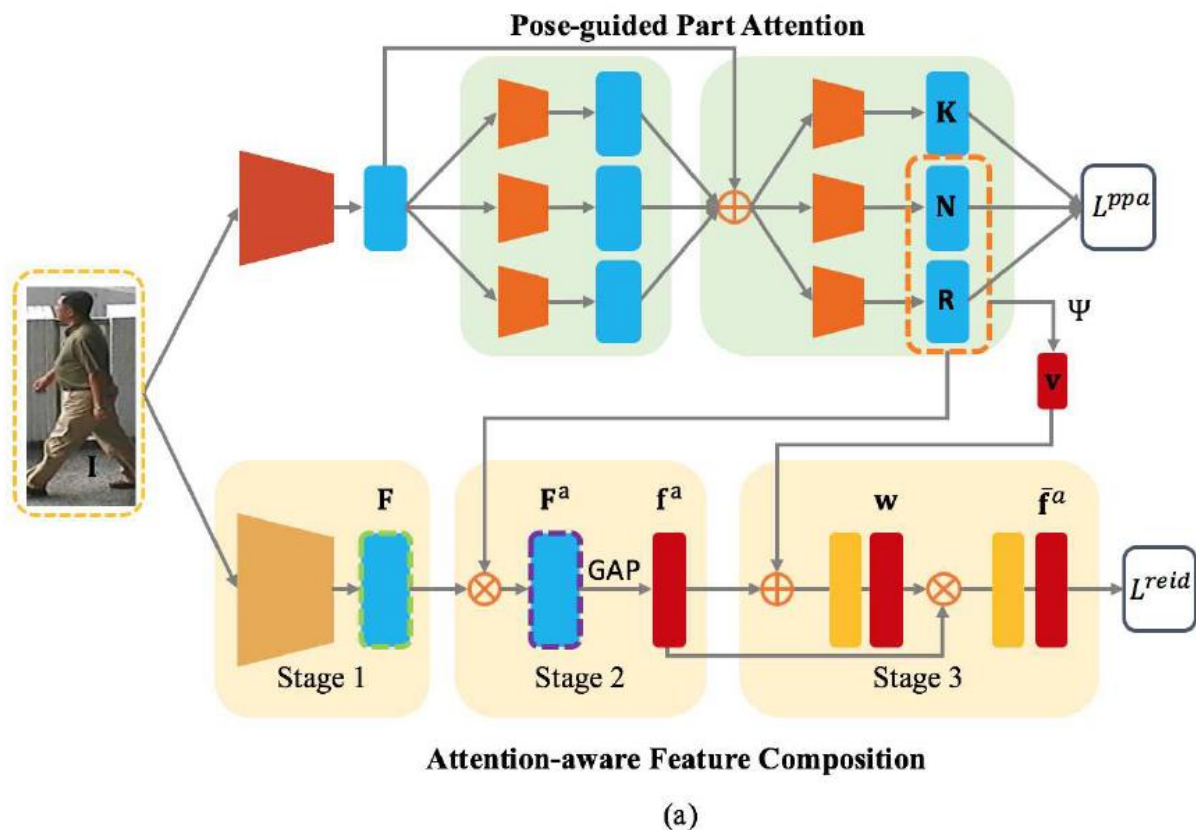 Pose-guided Part Attention
K
N
R
L^{ppa}
Ψ
v
I
F
F^a
f^a
w
f̄^a
GAP
L^{reid}
Stage 1
Stage 2
Stage 3
Attention-aware Feature Composition
(a)